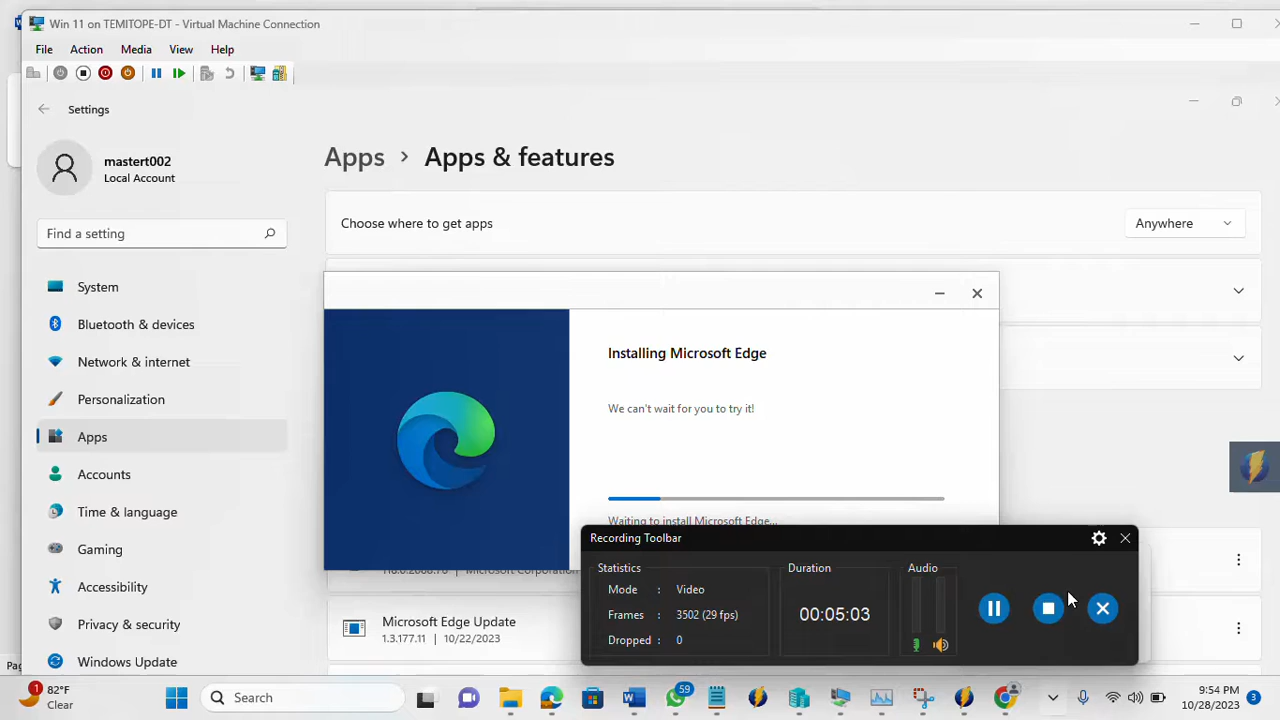 Win 11 on TEMITOPE-DT - Virtual Machine Connection
File Action Media View Help
Settings
mastert002
Local Account
Apps > Apps & features
Find a setting
Choose where to get apps
Anywhere
System
Bluetooth & devices
Network & internet
Personalization
Apps
Accounts
Time & language
Gaming
Accessibility
Privacy & security
Windows Update
Installing Microsoft Edge
We can't wait for you to try it!
Waiting to install Microsoft Edge...
Microsoft Edge Update
1.3.177.11 | 10/22/2023
Recording Toolbar
Statistics
Mode : Video
Frames : 3502 (29 fps)
Dropped : 0
Duration
00:05:03
Audio
1
82°F
Clear
Search
59
9:54 PM
10/28/2023
3